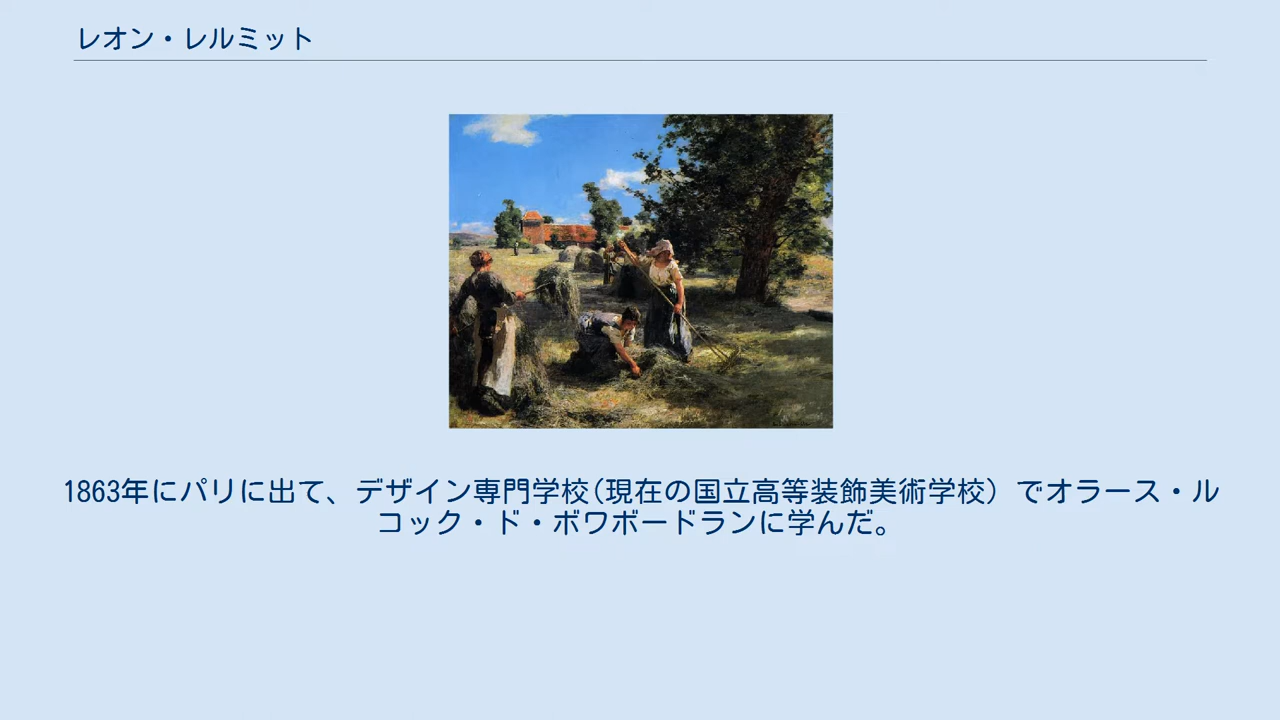 レオン・レルミット
1863年にパリに出て、デザイン専門学校(現在の国立高等装飾美術学校) でオラース・ル
コック・ド・ボワボードランに学んだ。